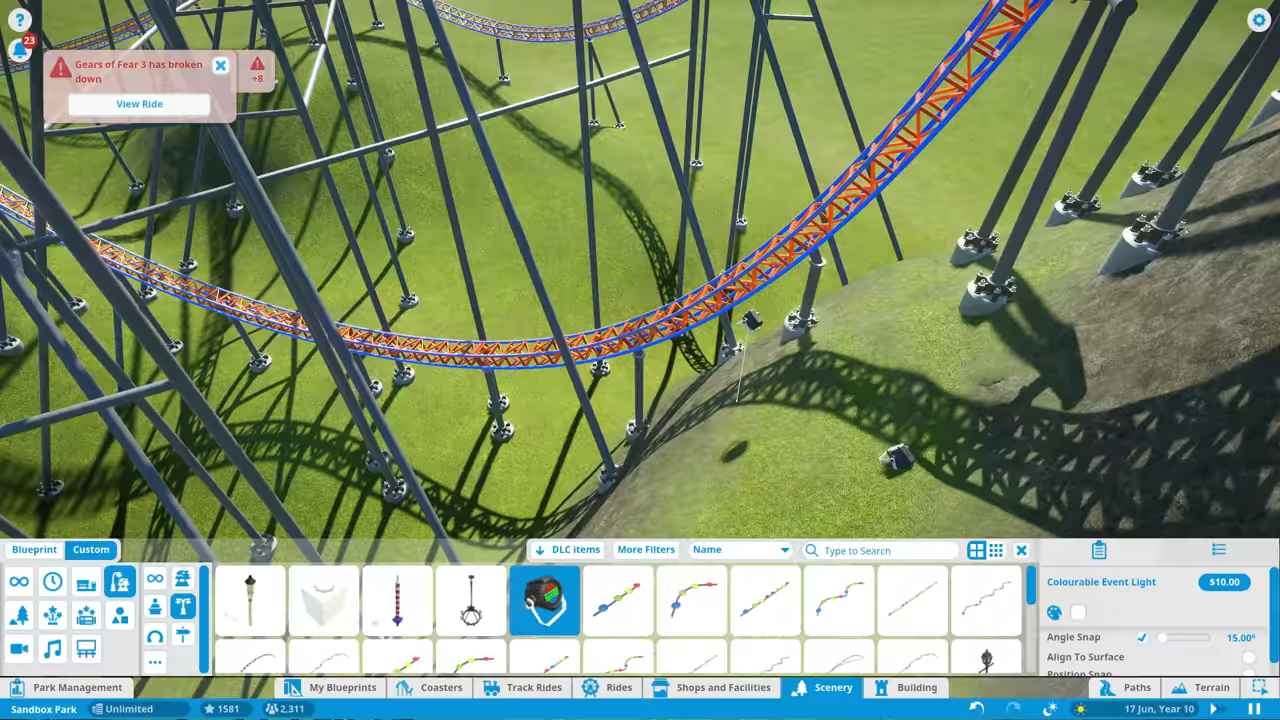 ?
23
Gears of Fear 3 has broken
down
+8
View Ride
Blueprint
Custom
DLC items
More Filters
Name
Type to Search
Colourable Event Light
$10.00
Angle Snap
15.00°
Align To Surface
Position Snap
Park Management
My Blueprints
Coasters
Track Rides
Rides
Shops and Facilities
Scenery
Building
Paths
Terrain
Sandbox Park
Unlimited
1581
2,311
17 Jun, Year 10